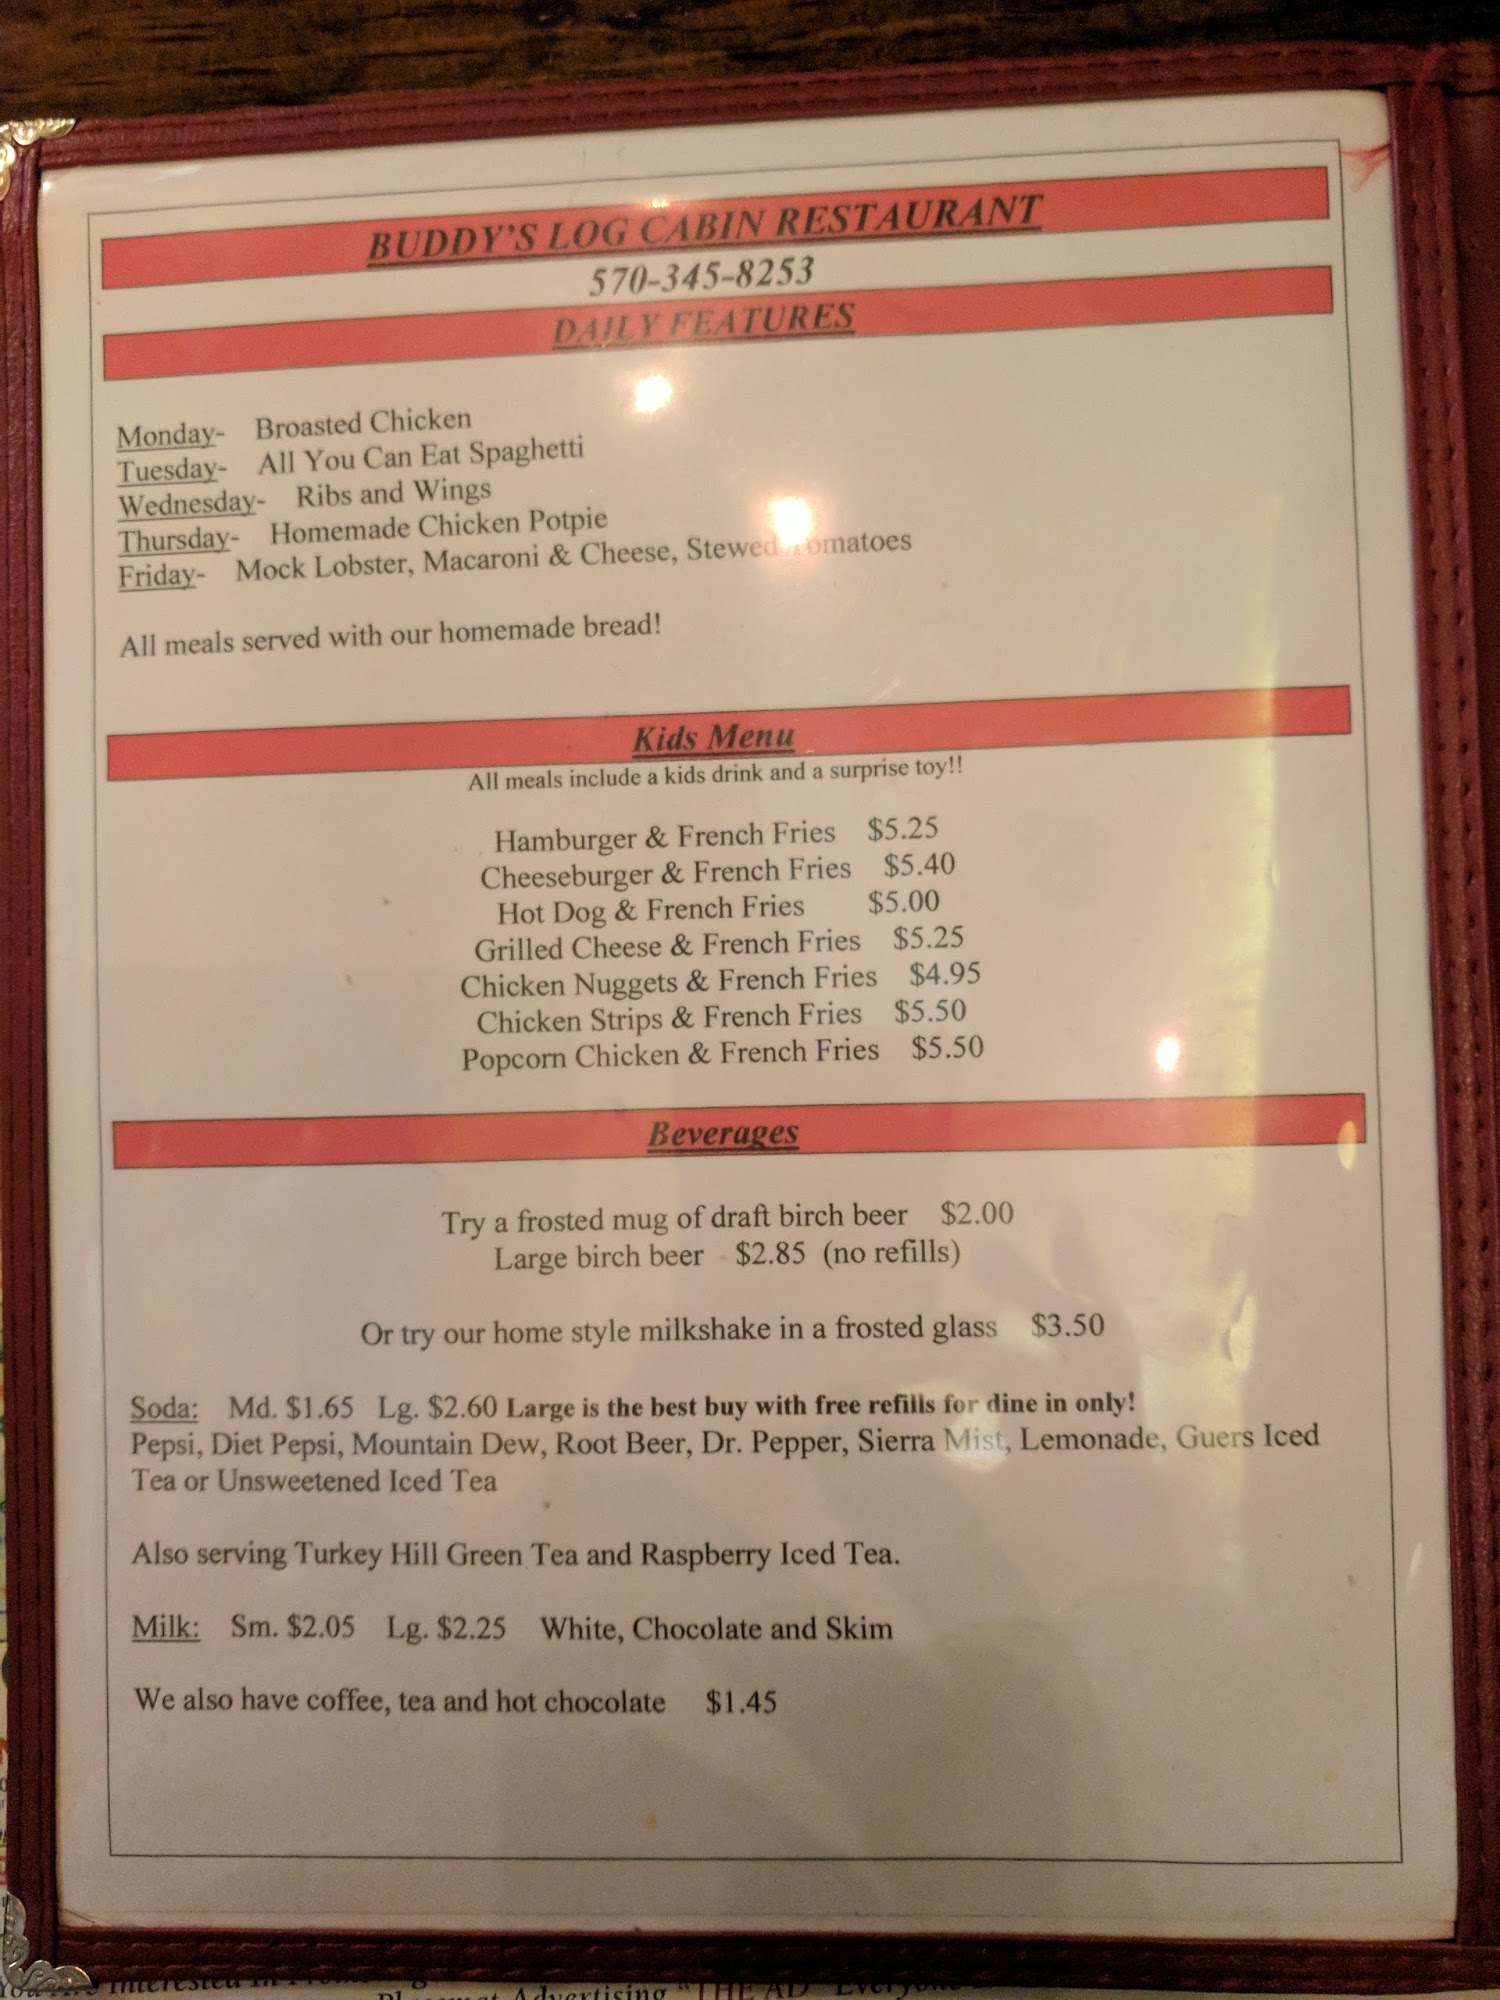 BUDDY'S LOG CABIN RESTAURANT
570-345-8253
DAILY FEATURES
Monday- Broasted Chicken
Tuesday- All You Can Eat Spaghetti
Wednesday- Ribs and Wings
Thursday- Homemade Chicken Potpie
Friday- Mock Lobster, Macaroni & Cheese, Stewed Tomatoes
All meals served with our homemade bread!
Kids Menu
All meals include a kids drink and a surprise toy!!
Hamburger & French Fries $5.25
Cheeseburger & French Fries $5.40
Hot Dog & French Fries $5.00
Grilled Cheese & French Fries $5.25
Chicken Nuggets & French Fries $4.95
Chicken Strips & French Fries $5.50
Popcorn Chicken & French Fries $5.50
Beverages
Try a frosted mug of draft birch beer $2.00
Large birch beer $2.85 (no refills)
Or try our home style milkshake in a frosted glass $3.50
Soda: Md. $1.65 Lg. $2.60 Large is the best buy with free refills for dine in only!
Pepsi, Diet Pepsi, Mountain Dew, Root Beer, Dr. Pepper, Sierra Mist, Lemonade, Guers Iced
Tea or Unsweetened Iced Tea
Also serving Turkey Hill Green Tea and Raspberry Iced Tea.
Milk: Sm. $2.05 Lg. $2.25 White, Chocolate and Skim
We also have coffee, tea and hot chocolate $1.45
Interested In
Advertising "THE AD"